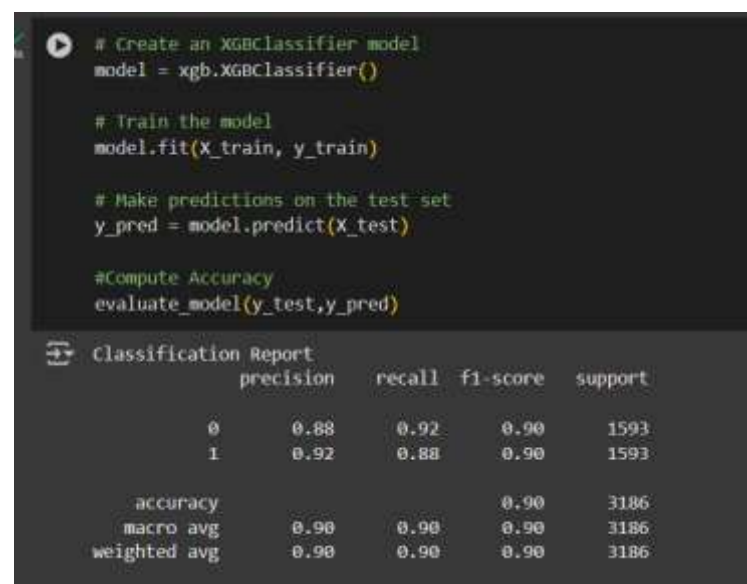 # Create an XGBClassifier model
model = xgb.XGBClassifier()
# Train the model
model.fit(X_train, y_train)
# Make predictions on the test set
y_pred = model.predict(X_test)
#Compute Accuracy
evaluate_model(y_test,y_pred)
Classification Report
precision recall f1-score support
0 0.88 0.92 0.90 1593
1 0.92 0.88 0.90 1593
accuracy 0.90 3186
macro avg 0.90 0.90 0.90 3186
weighted avg 0.90 0.90 0.90 3186